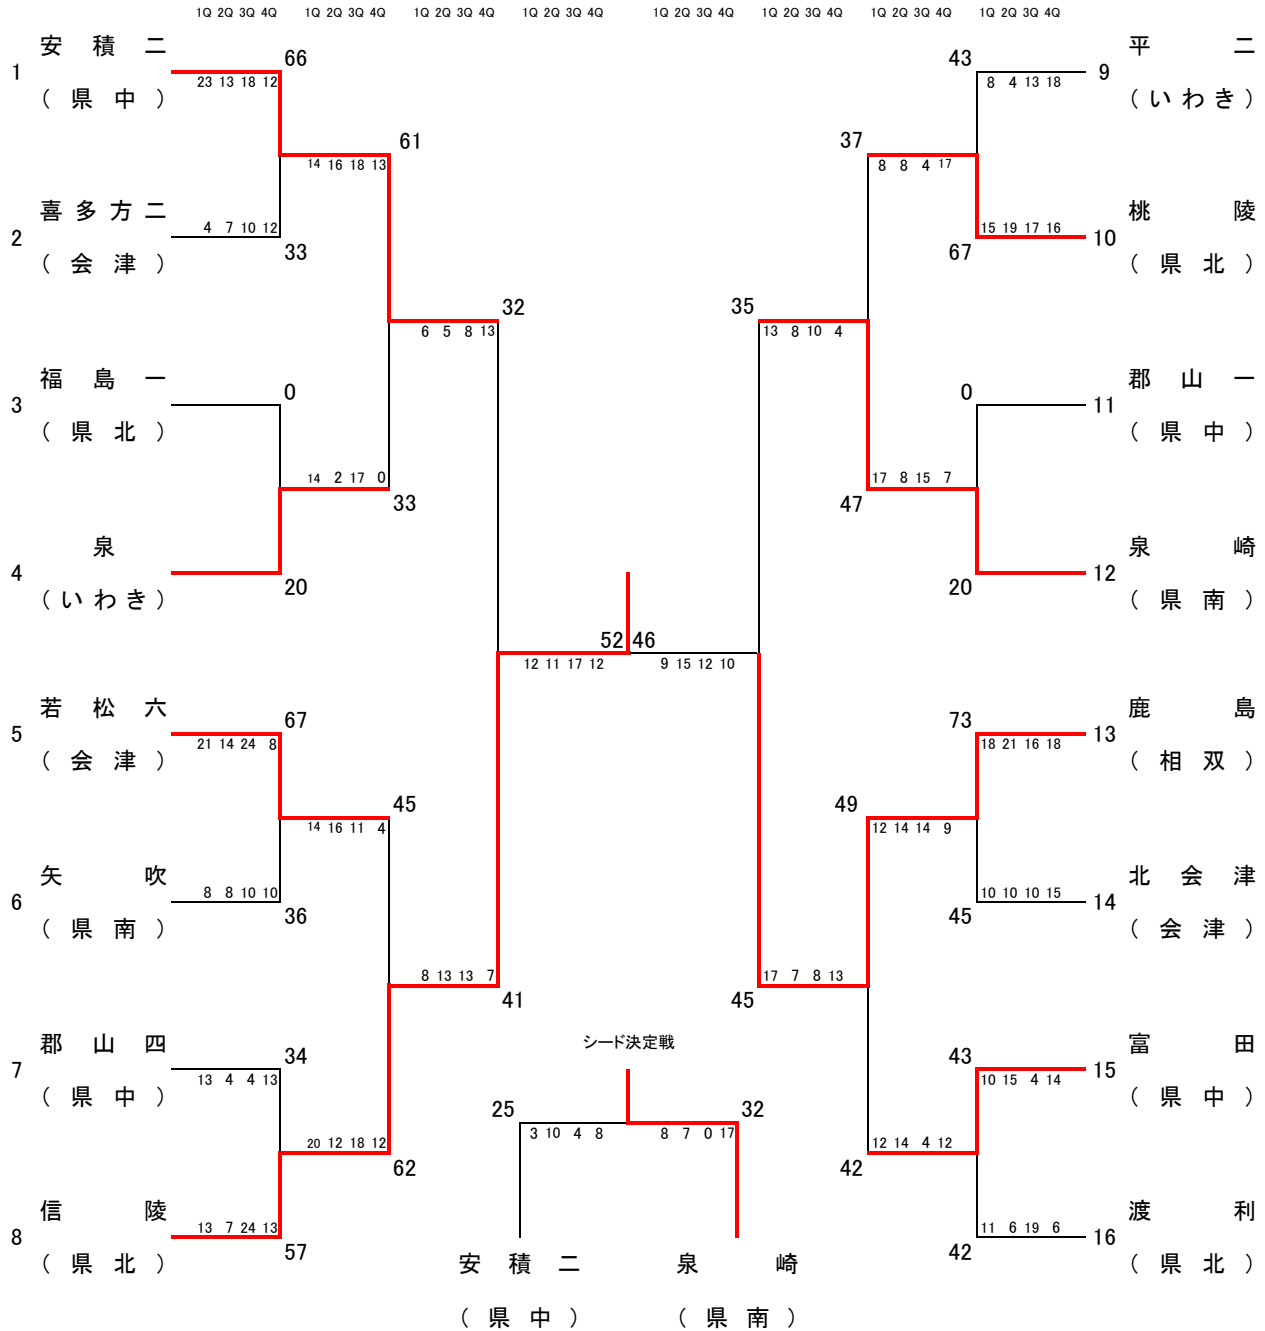 1Q 2Q 3Q 4Q 1Q 2Q 3Q 4Q 1Q 2Q 3Q 4Q 1Q 2Q 3Q 4Q 1Q 2Q 3Q 4Q 1Q 2Q 3Q 4Q 1Q 2Q 3Q 4Q 1Q 2Q 3Q 4Q
1 安積二 66
23 13 18 12
(県中)
61
14 16 18 13
2 喜多方二
4 7 10 12
33
(会津)
32
6 5 8 13
3 福島一 0
(県北)
14 2 17 0
33
4 泉
20
(いわき)
52
12 11 17 12
5 若松六 67
21 14 24 8
(会津)
45
14 16 11 4
6 矢吹
8 8 10 10
36
(県南)
8 13 13 7
41
7 郡山四 34
13 4 4 13
(県中)
20 12 18 12
62
8 信陵
13 7 24 13
57
(県北)
43 平二 9
8 4 13 18
(いわき)
37
8 8 4 17
桃陵 10
15 19 17 16
67
(県北)
35
13 8 10 4
0 郡山一 11
(県中)
17 8 15 7
47
泉崎 12
20
(県南)
46
9 15 12 10
73 鹿島 13
18 21 16 18
(相双)
49
12 14 14 9
北会津 14
10 10 10 15
45
(会津)
17 7 8 13
45
43 富田 15
10 15 4 14
(県中)
12 14 4 12
42
渡利 16
11 6 19 6
42
(県北)
シード決定戦
25 32
3 10 4 8 8 7 0 17
安積二 泉崎
(県中) (県南)